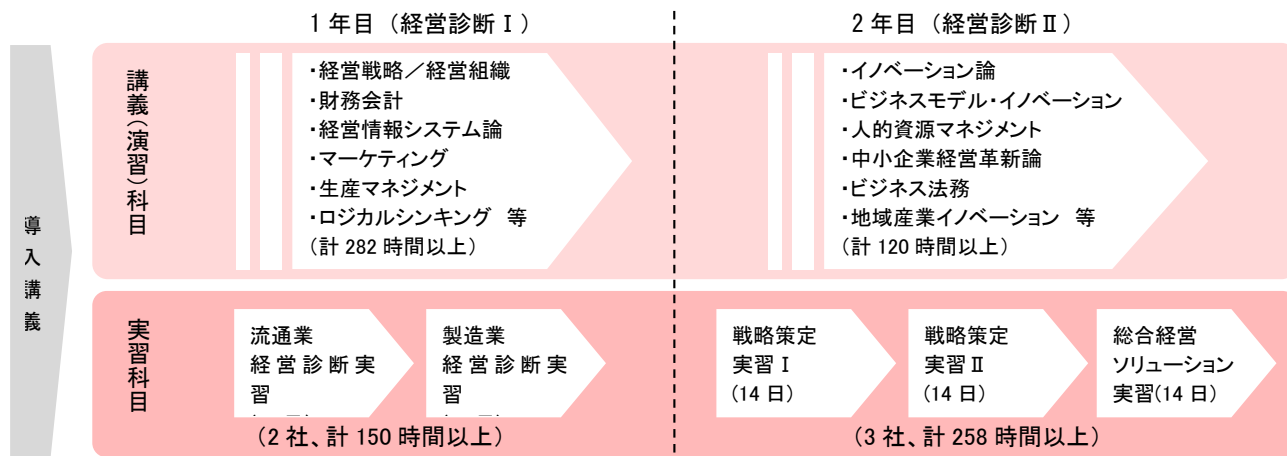 1 年目（経営診断Ⅰ）
2 年目（経営診断Ⅱ）
導入講義
講義（演習）科目
・経営戦略／経営組織
・財務会計
・経営情報システム論
・マーケティング
・生産マネジメント
・ロジカルシンキング　等
(計 282 時間以上)
・イノベーション論
・ビジネスモデル・イノベーション
・人的資源マネジメント
・中小企業経営革新論
・ビジネス法務
・地域産業イノベーション　等
(計 120 時間以上)
実習科目
流通業
経営診断実
習
製造業
経営診断実
習
(2 社、計 150 時間以上)
戦略策定
実習Ⅰ
(14 日)
戦略策定
実習Ⅱ
(14 日)
総合経営
ソリューション
実習(14 日)
(3 社、計 258 時間以上)